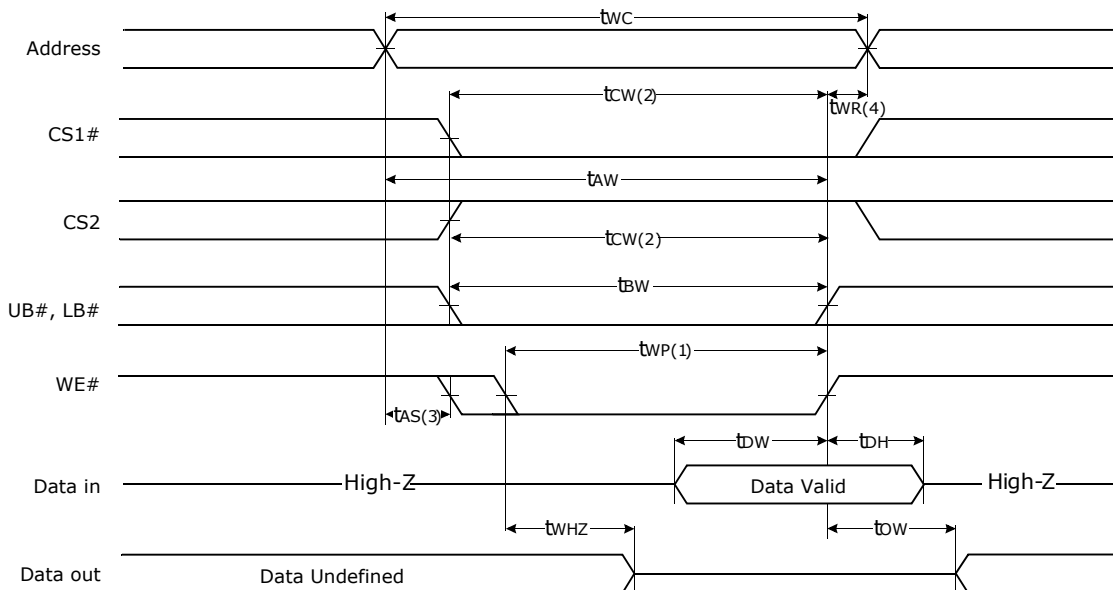 tWC
Address
tCW(2)
tWR(4)
CS1#
tAW
CS2
tCW(2)
tBW
UB#, LB#
tWP(1)
WE#
tAS(3)
tDW
tDH
Data in
High-Z
Data Valid
High-Z
tWHZ
tOW
Data out
Data Undefined